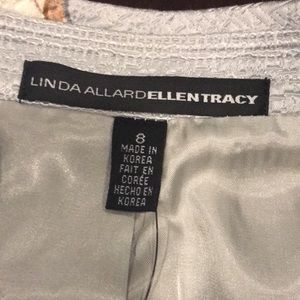 LINDA ALLARDELLENTRACY
8
MADE IN
KOREA
FAIT EN
CORÉE
HECHO EN
KOREA